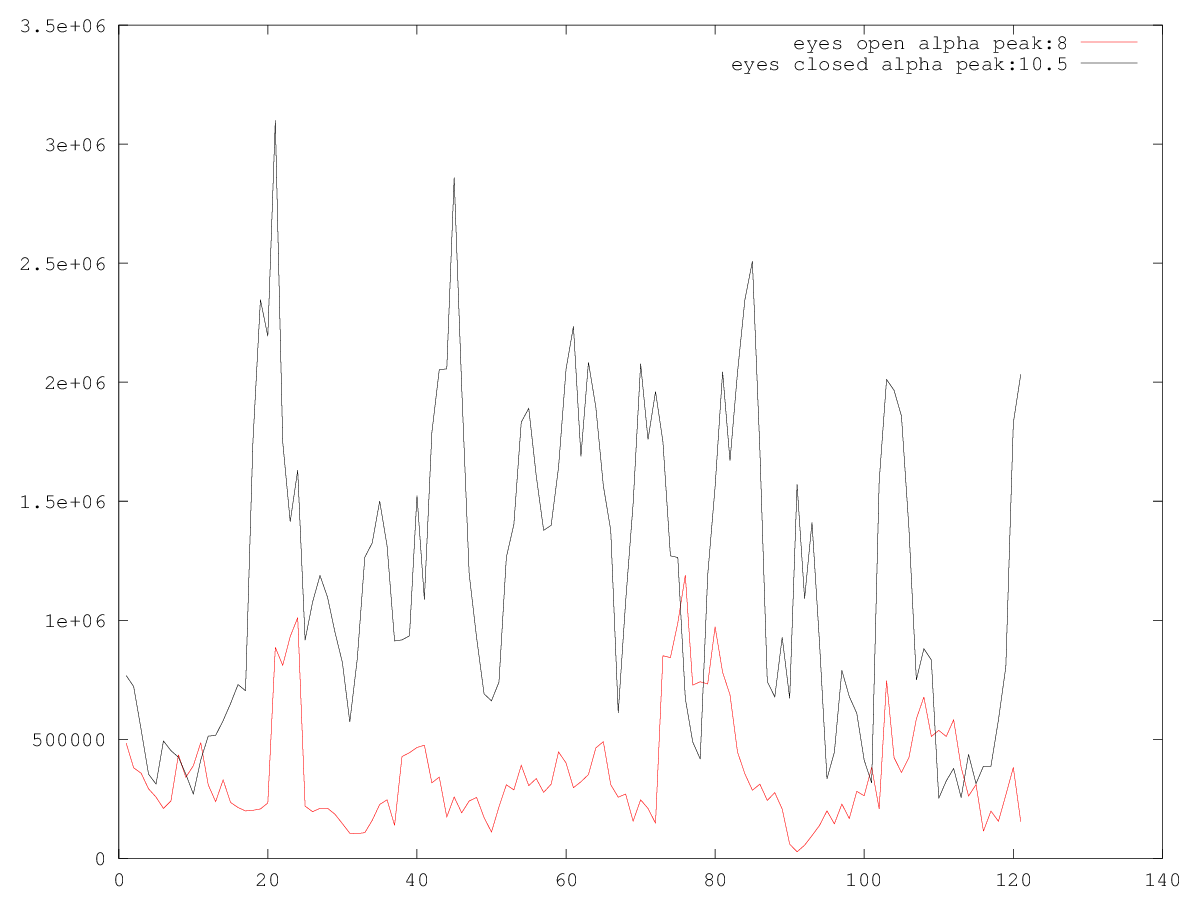 3.5e+06
eyes open alpha peak:8
eyes closed alpha peak:10.5
3e+06
2.5e+06
2e+06
1.5e+06
1e+06
500000
0
0 20 40 60 80 100 120 140